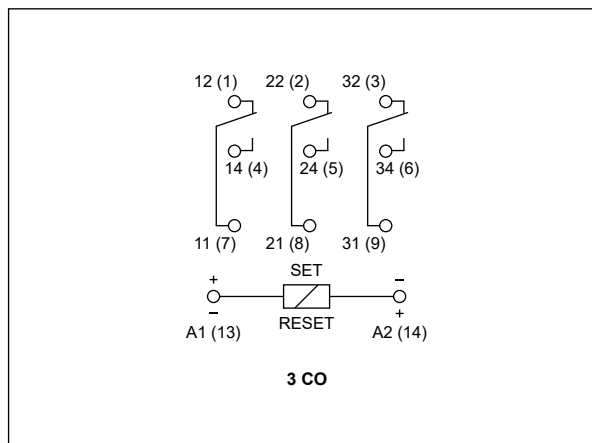 12 (1) 22 (2) 32 (3)
14 (4) 24 (5) 34 (6)
11 (7) 21 (8) 31 (9)
SET
+ –
– +
RESET
A1 (13) A2 (14)
3 CO